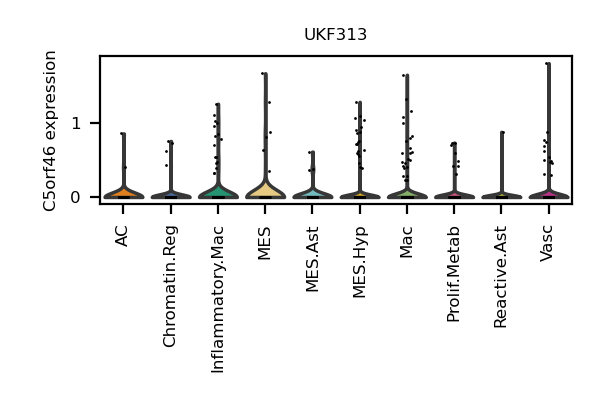 UKF313
C5orf46 expression
1
0
AC
Chromatin.Reg
Inflammatory.Mac
MES
MES.Ast
MES.Hyp
Mac
Prolif.Metab
Reactive.Ast
Vasc